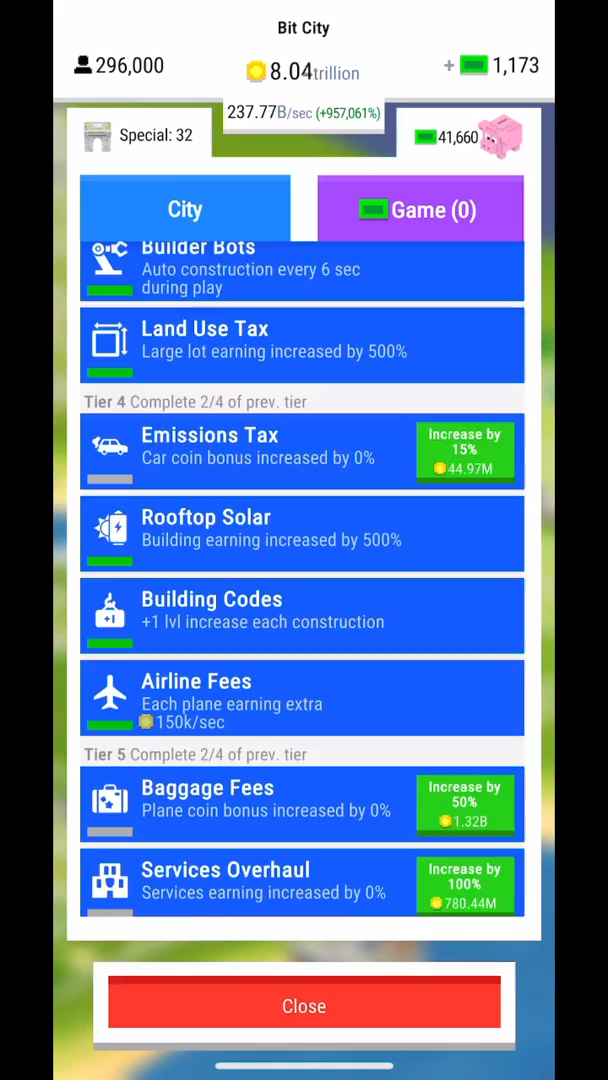 Bit City
296,000
8.04 trillion
+ 1,173
237.77B/sec (+957,061%)
Special: 32
41,660
City
Game (0)
Builder Bots
Auto construction every 6 sec
during play
Land Use Tax
Large lot earning increased by 500%
Tier 4 Complete 2/4 of prev. tier
Emissions Tax
Car coin bonus increased by 0%
Increase by
15%
44.97M
Rooftop Solar
Building earning increased by 500%
Building Codes
+1
+1 lvl increase each construction
Airline Fees
Each plane earning extra
150k/sec
Tier 5 Complete 2/4 of prev. tier
Baggage Fees
Plane coin bonus increased by 0%
Increase by
50%
1.32B
Services Overhaul
Services earning increased by 0%
Increase by
100%
780.44M
Close